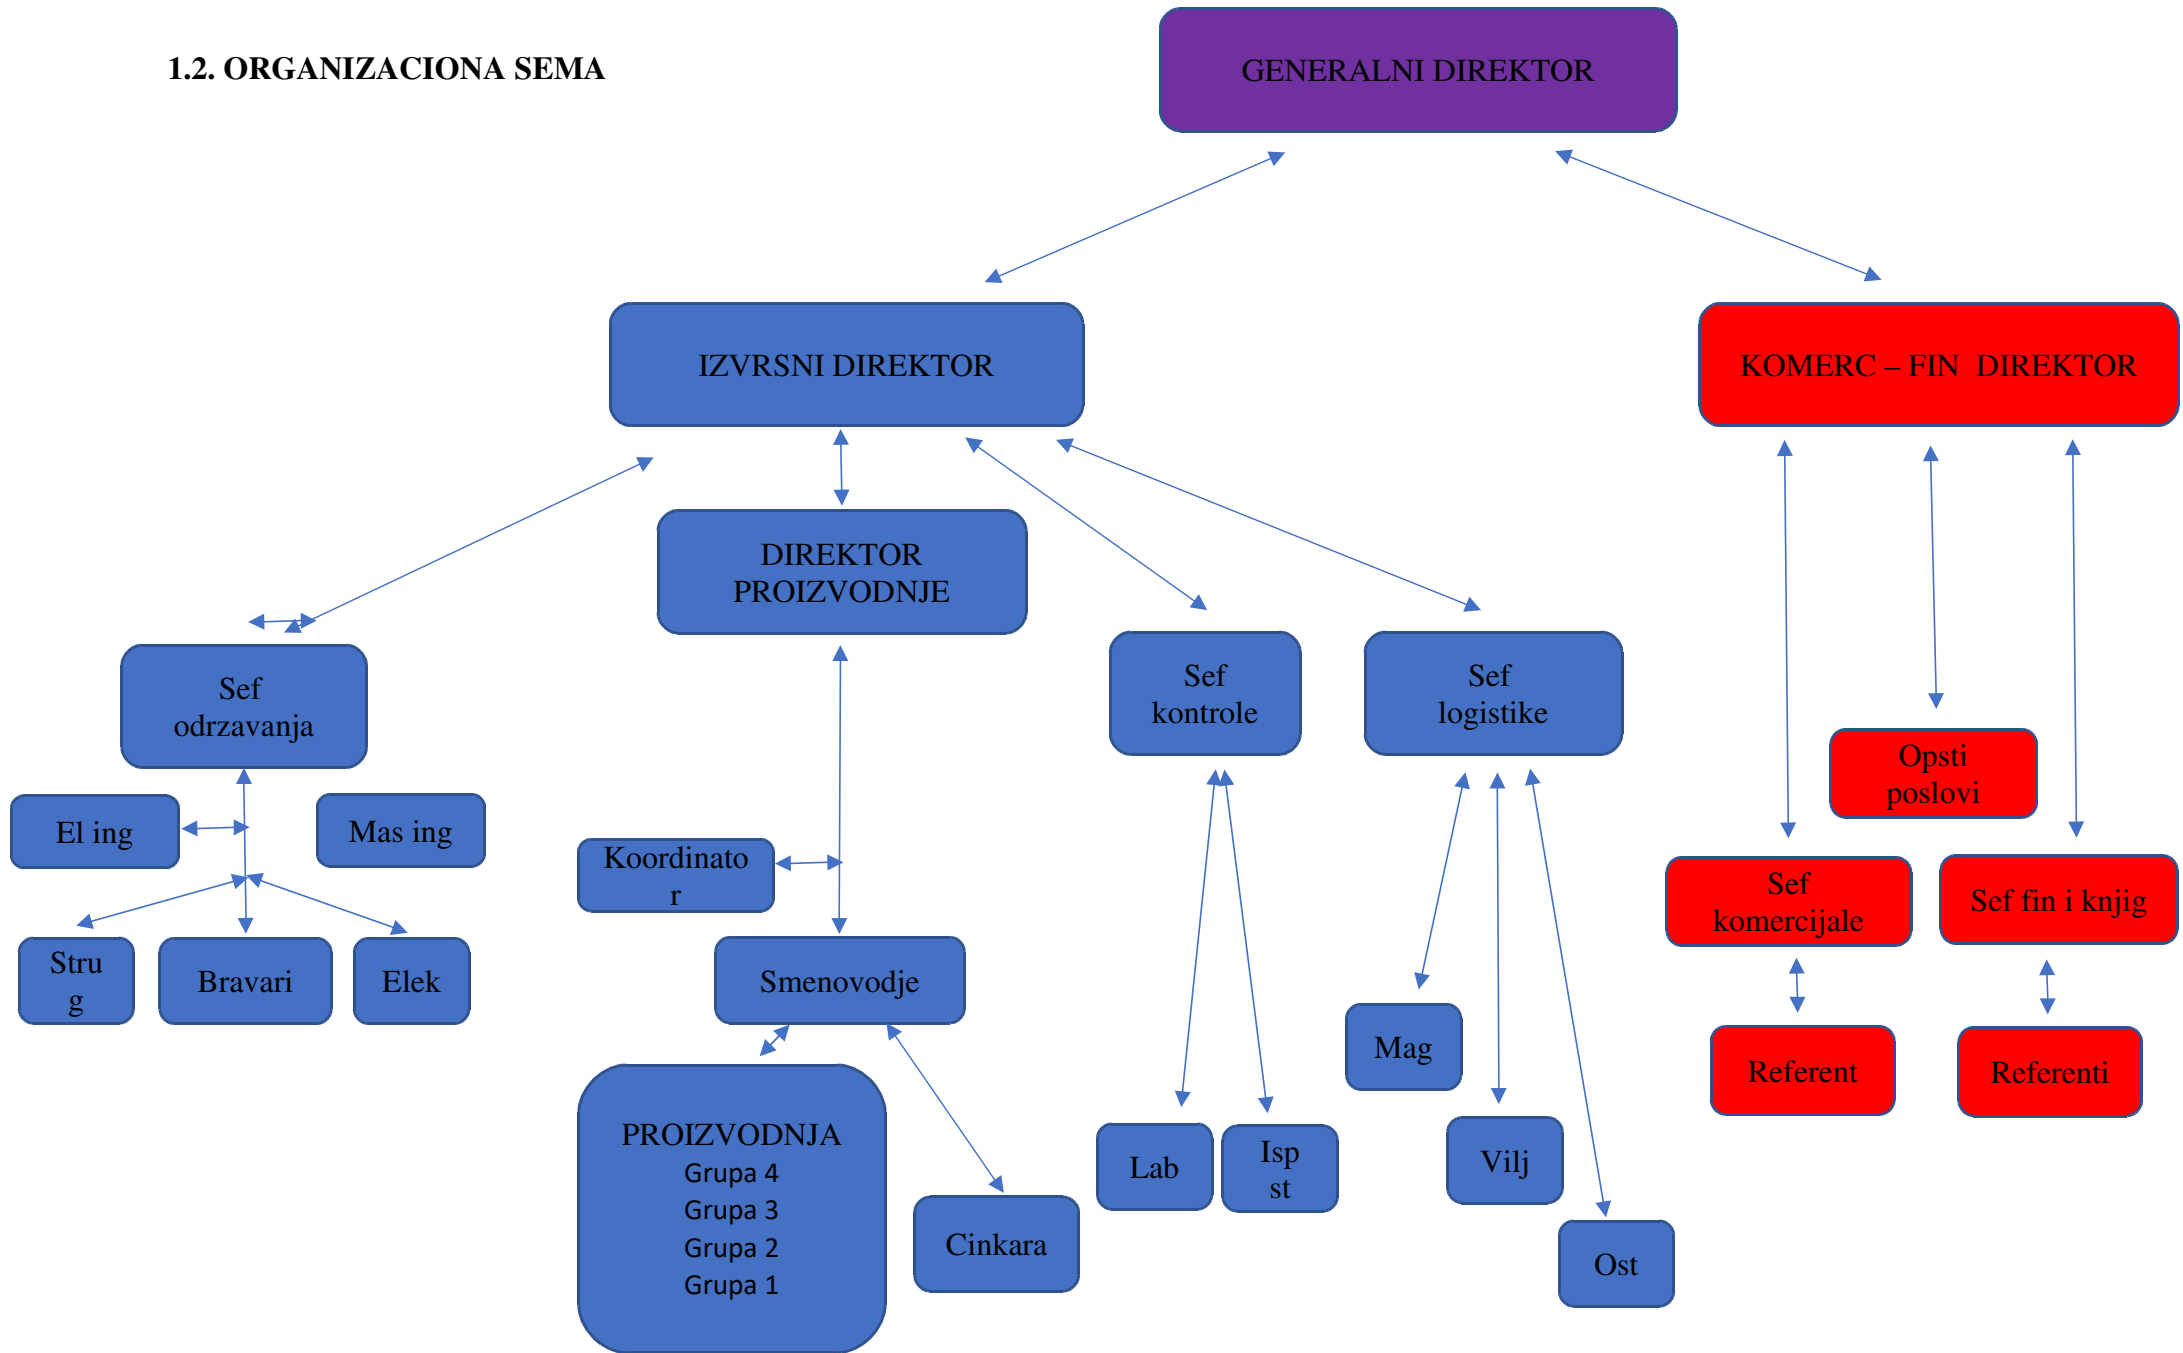 1.2. ORGANIZACIONA SEMA
GENERALNI DIREKTOR
IZVRSNI DIREKTOR
KOMERC – FIN  DIREKTOR
DIREKTOR
PROIZVODNJE
Sef
odrzavanja
Sef
kontrole
Sef
logistike
Opsti
poslovi
El ing
Mas ing
Koordinato
r
Sef
komercijale
Sef fin i knjig
Stru
g
Bravari
Elek
Smenovodje
Mag
Referent
Referenti
PROIZVODNJA
Grupa 4
Grupa 3
Grupa 2
Grupa 1
Lab
Isp
st
Vilj
Cinkara
Ost